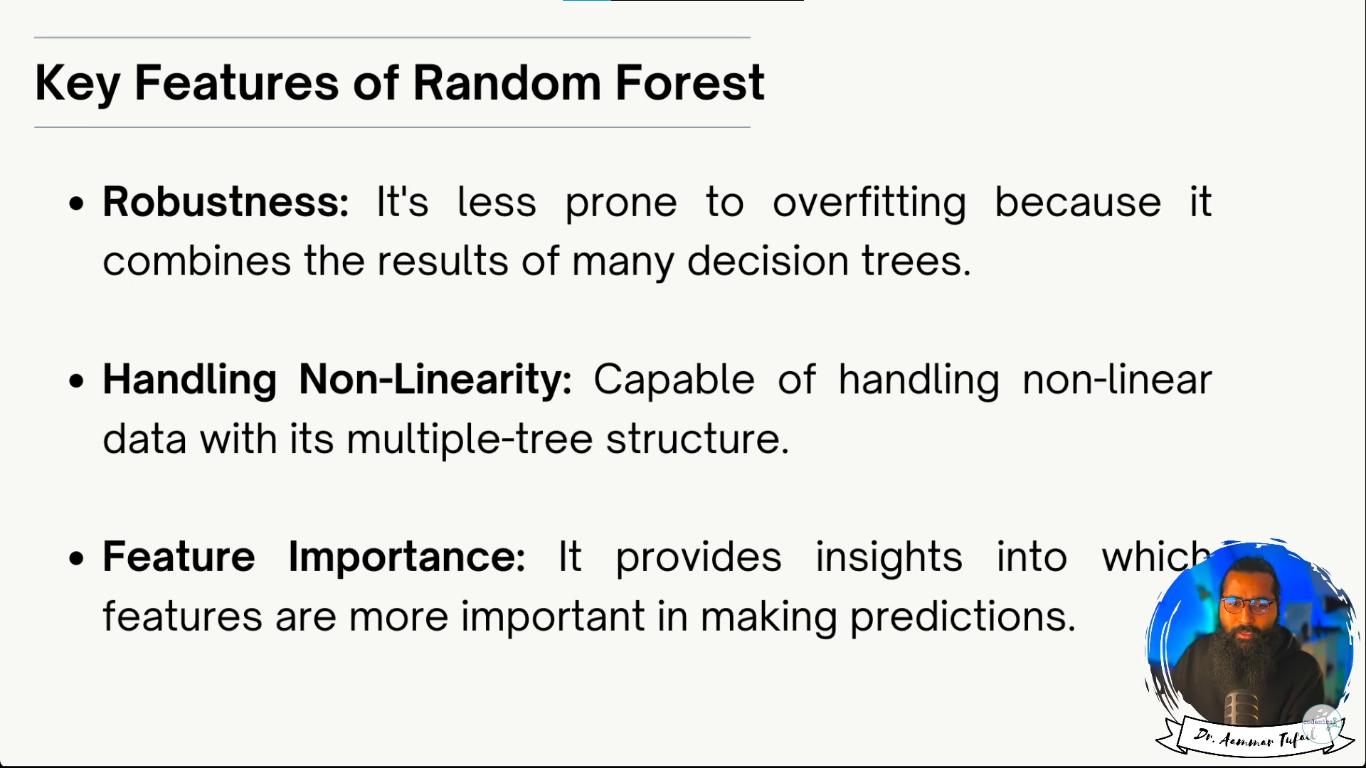 Key Features of Random Forest
Robustness: It's less prone to overfitting because it
combines the results of many decision trees.
Handling Non-Linearity: Capable of handling non-linear
data with its multiple-tree structure.
Feature Importance: It provides insights into which
features are more important in making predictions.
Dr. Aammar